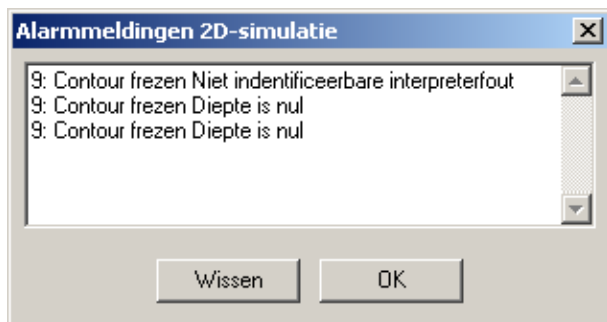 Alarmmeldingen 2D-simulatie
9: Contour frezen Niet indentificeerbare interpreterfout
9: Contour frezen Diepte is nul
9: Contour frezen Diepte is nul
Wissen
OK